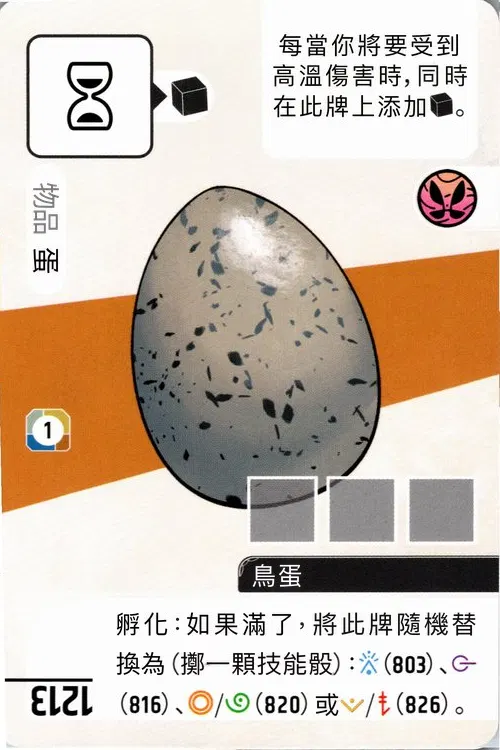 每當你將要受到
高溫傷害時,同時
在此牌上添加。
物品 蛋
1
鳥蛋
孵化:如果滿了,將此牌隨機替
換為(擲一顆技能骰):(803)、
(816)、/(820)或/(826)。
1213